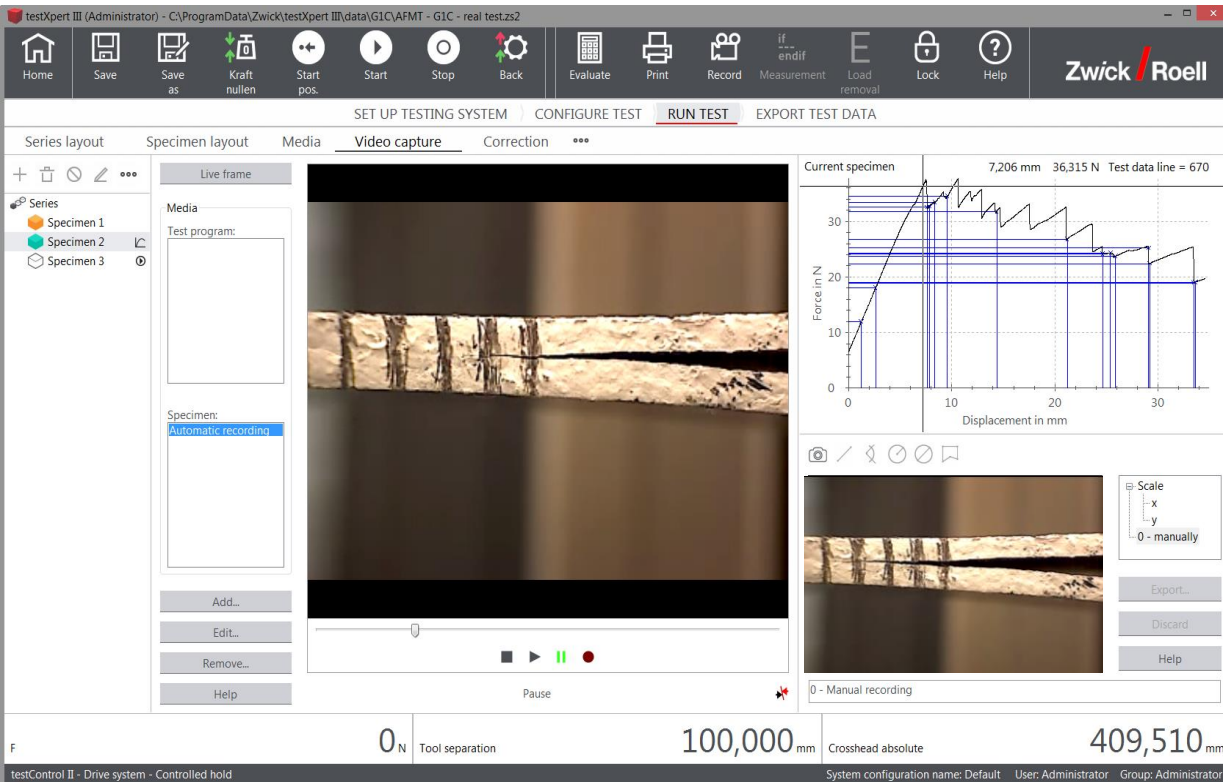 testXpert III (Administrator) - C:\ProgramData\Zwick\testXpert III\data\G1C\AFMT - G1C - real test.zs2
Home
Save
Save as
Kraft nullen
Start pos.
Start
Stop
Back
Evaluate
Print
Record
if
---
endif
Measurement
E
Load removal
Lock
? Help
Zwick / Roell
SET UP TESTING SYSTEM
CONFIGURE TEST
RUN TEST
EXPORT TEST DATA
Series layout
Specimen layout
Media
Video capture
Correction
Series
Specimen 1
Specimen 2
Specimen 3
Live frame
Media
Test program:
Specimen:
Automatic recording
Add...
Edit...
Remove...
Help
Pause
Current specimen 7,206 mm 36,315 N Test data line = 670
Force in N
30
20
10
0
0 10 20 30
Displacement in mm
Scale
x
y
0 - manually
Export...
Discard
Help
0 - Manual recording
F 0 N
Tool separation 100,000 mm
Crosshead absolute 409,510 mm
testControl II - Drive system - Controlled hold
System configuration name: Default User: Administrator Group: Administrator